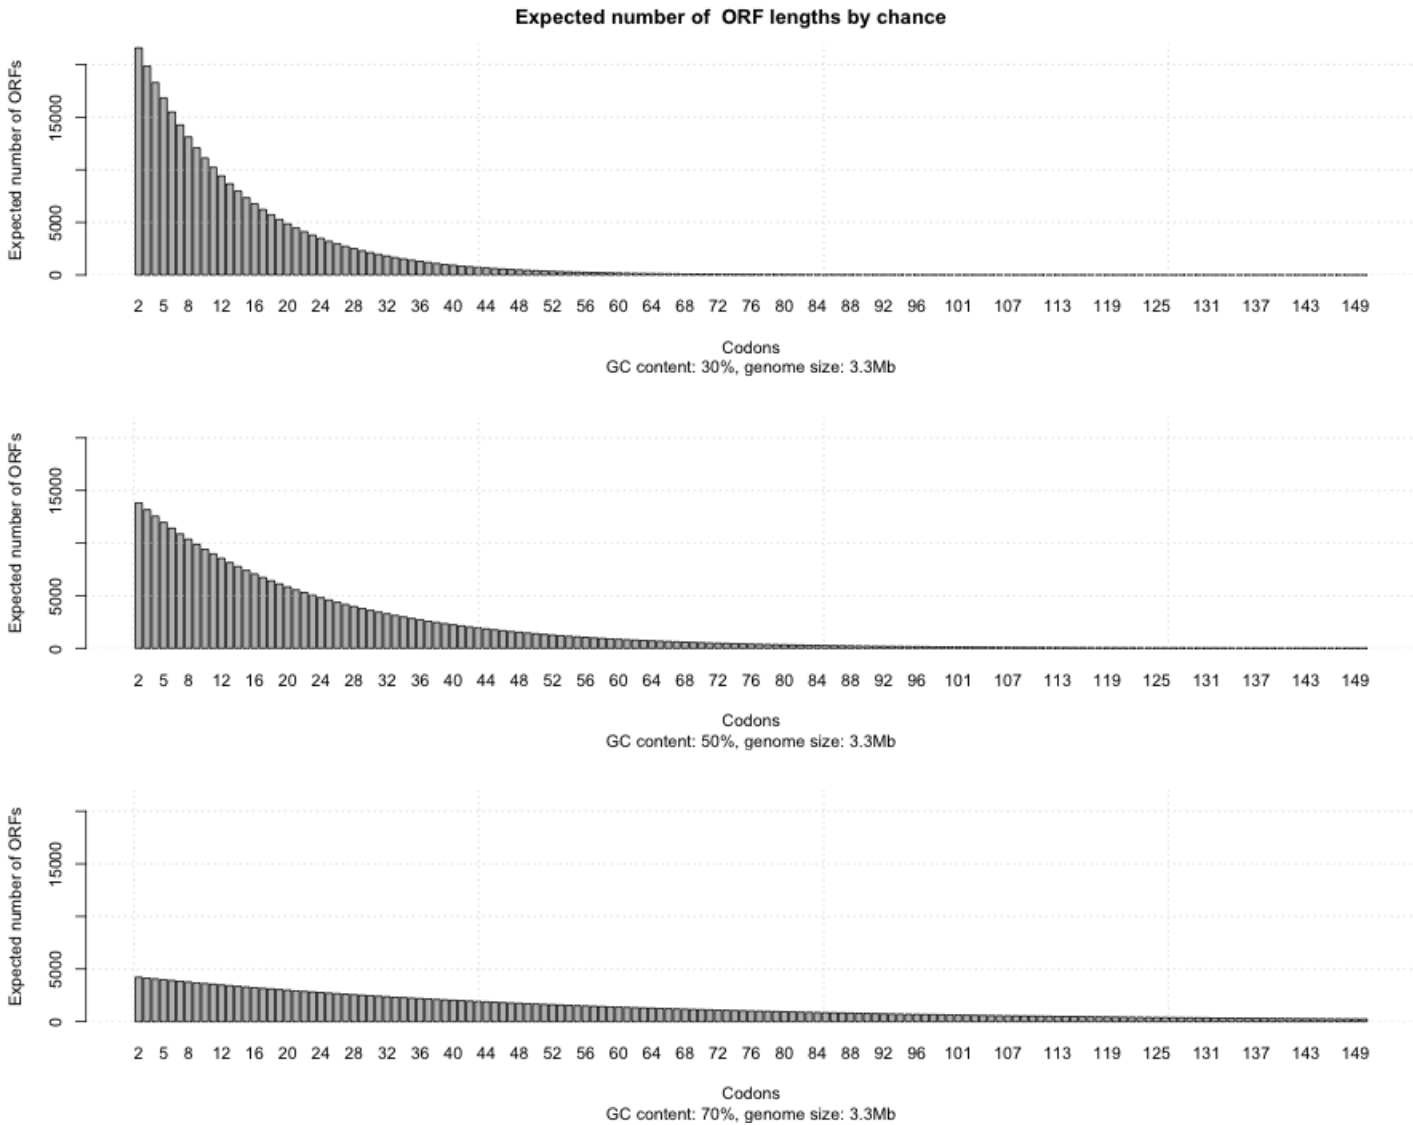 Expected number of  ORF lengths by chance
Expected number of ORFs
15000
5000
0
2 5 8 12 16 20 24 28 32 36 40 44 48 52 56 60 64 68 72 76 80 84 88 92 96 101 107 113 119 125 131 137 143 149
Codons
GC content: 30%, genome size: 3.3Mb
Expected number of ORFs
15000
5000
0
2 5 8 12 16 20 24 28 32 36 40 44 48 52 56 60 64 68 72 76 80 84 88 92 96 101 107 113 119 125 131 137 143 149
Codons
GC content: 50%, genome size: 3.3Mb
Expected number of ORFs
15000
5000
0
2 5 8 12 16 20 24 28 32 36 40 44 48 52 56 60 64 68 72 76 80 84 88 92 96 101 107 113 119 125 131 137 143 149
Codons
GC content: 70%, genome size: 3.3Mb